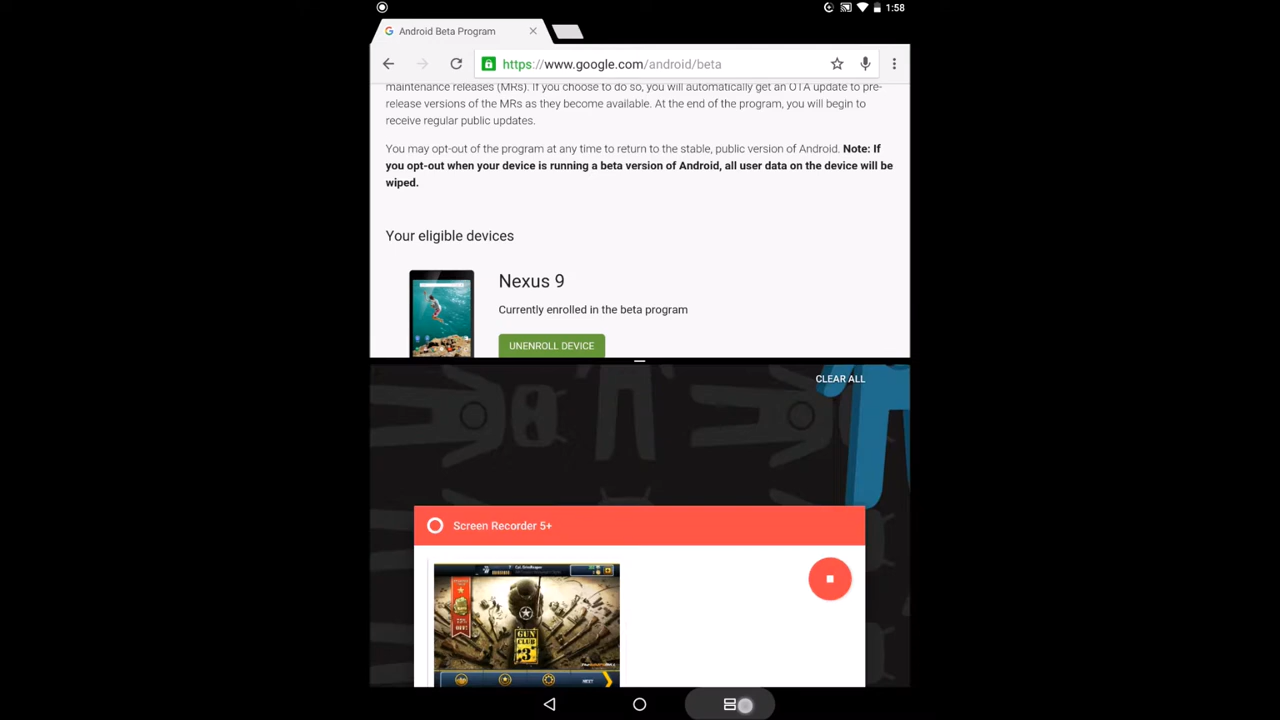 1:58
Android Beta Program
https://www.google.com/android/beta
maintenance releases (MRs). If you choose to do so, you will automatically get an OTA update to pre-
release versions of the MRs as they become available. At the end of the program, you will begin to
receive regular public updates.
You may opt-out of the program at any time to return to the stable, public version of Android. Note: If
you opt-out when your device is running a beta version of Android, all user data on the device will be
wiped.
Your eligible devices
Nexus 9
Currently enrolled in the beta program
UNENROLL DEVICE
CLEAR ALL
Screen Recorder 5+
75%
OFF!
GUN
CLUB
3
NEXT